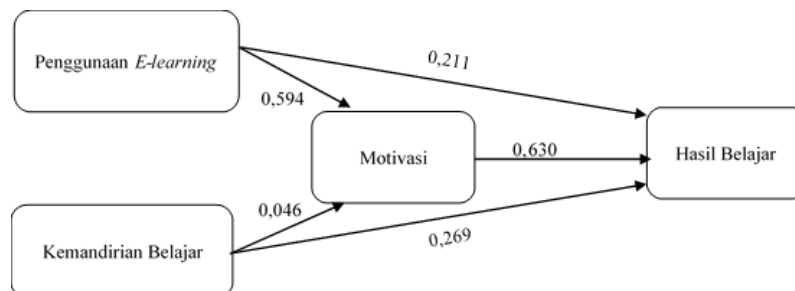 Penggunaan E-learning
0,211
0,594
Motivasi
0,630
Hasil Belajar
0,046
Kemandirian Belajar
0,269